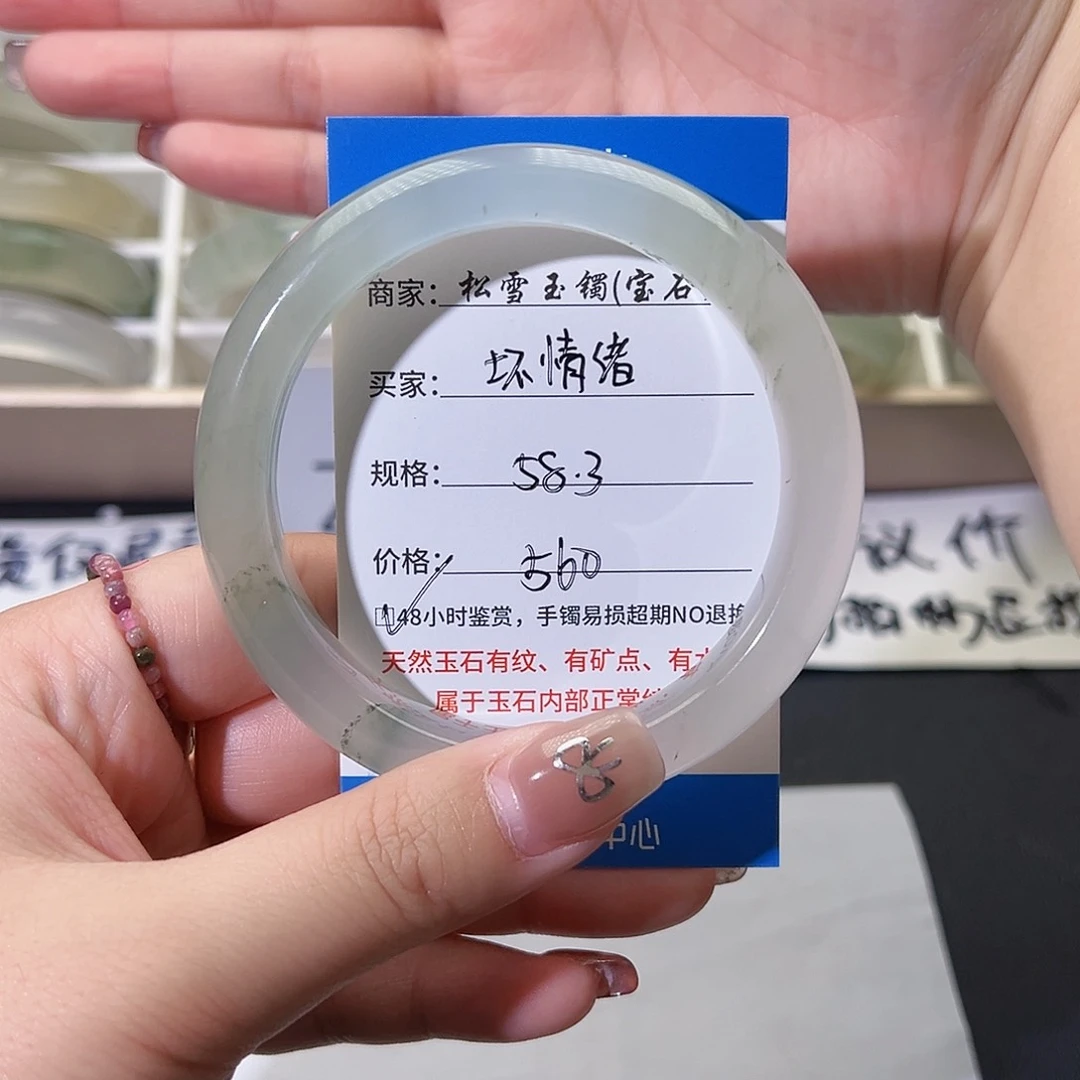 商家：松雪玉镯(宝石
买家：坏情绪
规格：58.3
价格：560
48小时鉴赏，手镯易损超期NO退换
天然玉石有纹、有矿点、有
属于玉石内部正常
中心
议价